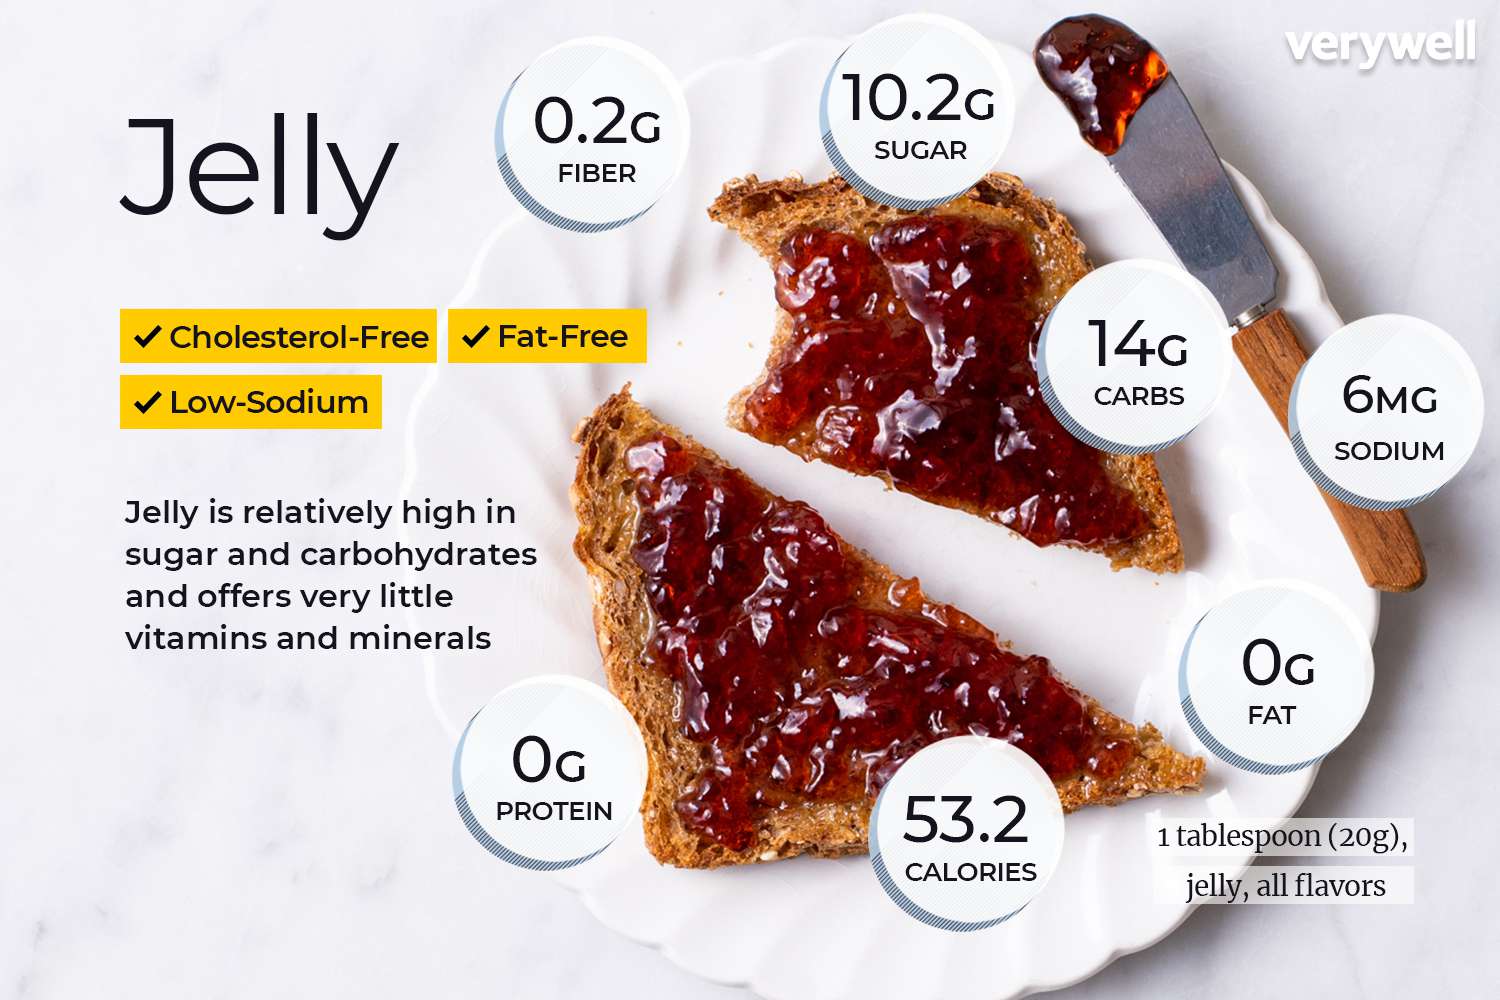 verywell
Jelly
0.2G
FIBER
10.2G
SUGAR
14G
CARBS
6MG
SODIUM
✓ Cholesterol-Free
✓ Fat-Free
✓ Low-Sodium
Jelly is relatively high in
sugar and carbohydrates
and offers very little
vitamins and minerals
0G
PROTEIN
53.2
CALORIES
0G
FAT
1 tablespoon (20g),
jelly, all flavors